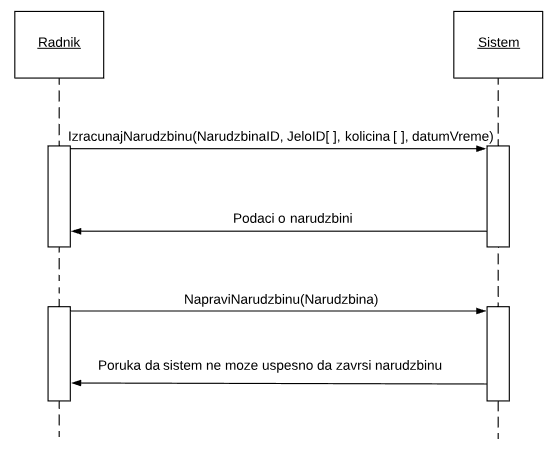 Radnik
Sistem
IzracunajNarudzbinu(NarudzbinaID, JeloID[ ], kolicina [ ], datumVreme)
Podaci o narudzbini
NapraviNarudzbinu(Narudzbina)
Poruka da sistem ne moze uspesno da zavrsi narudzbinu